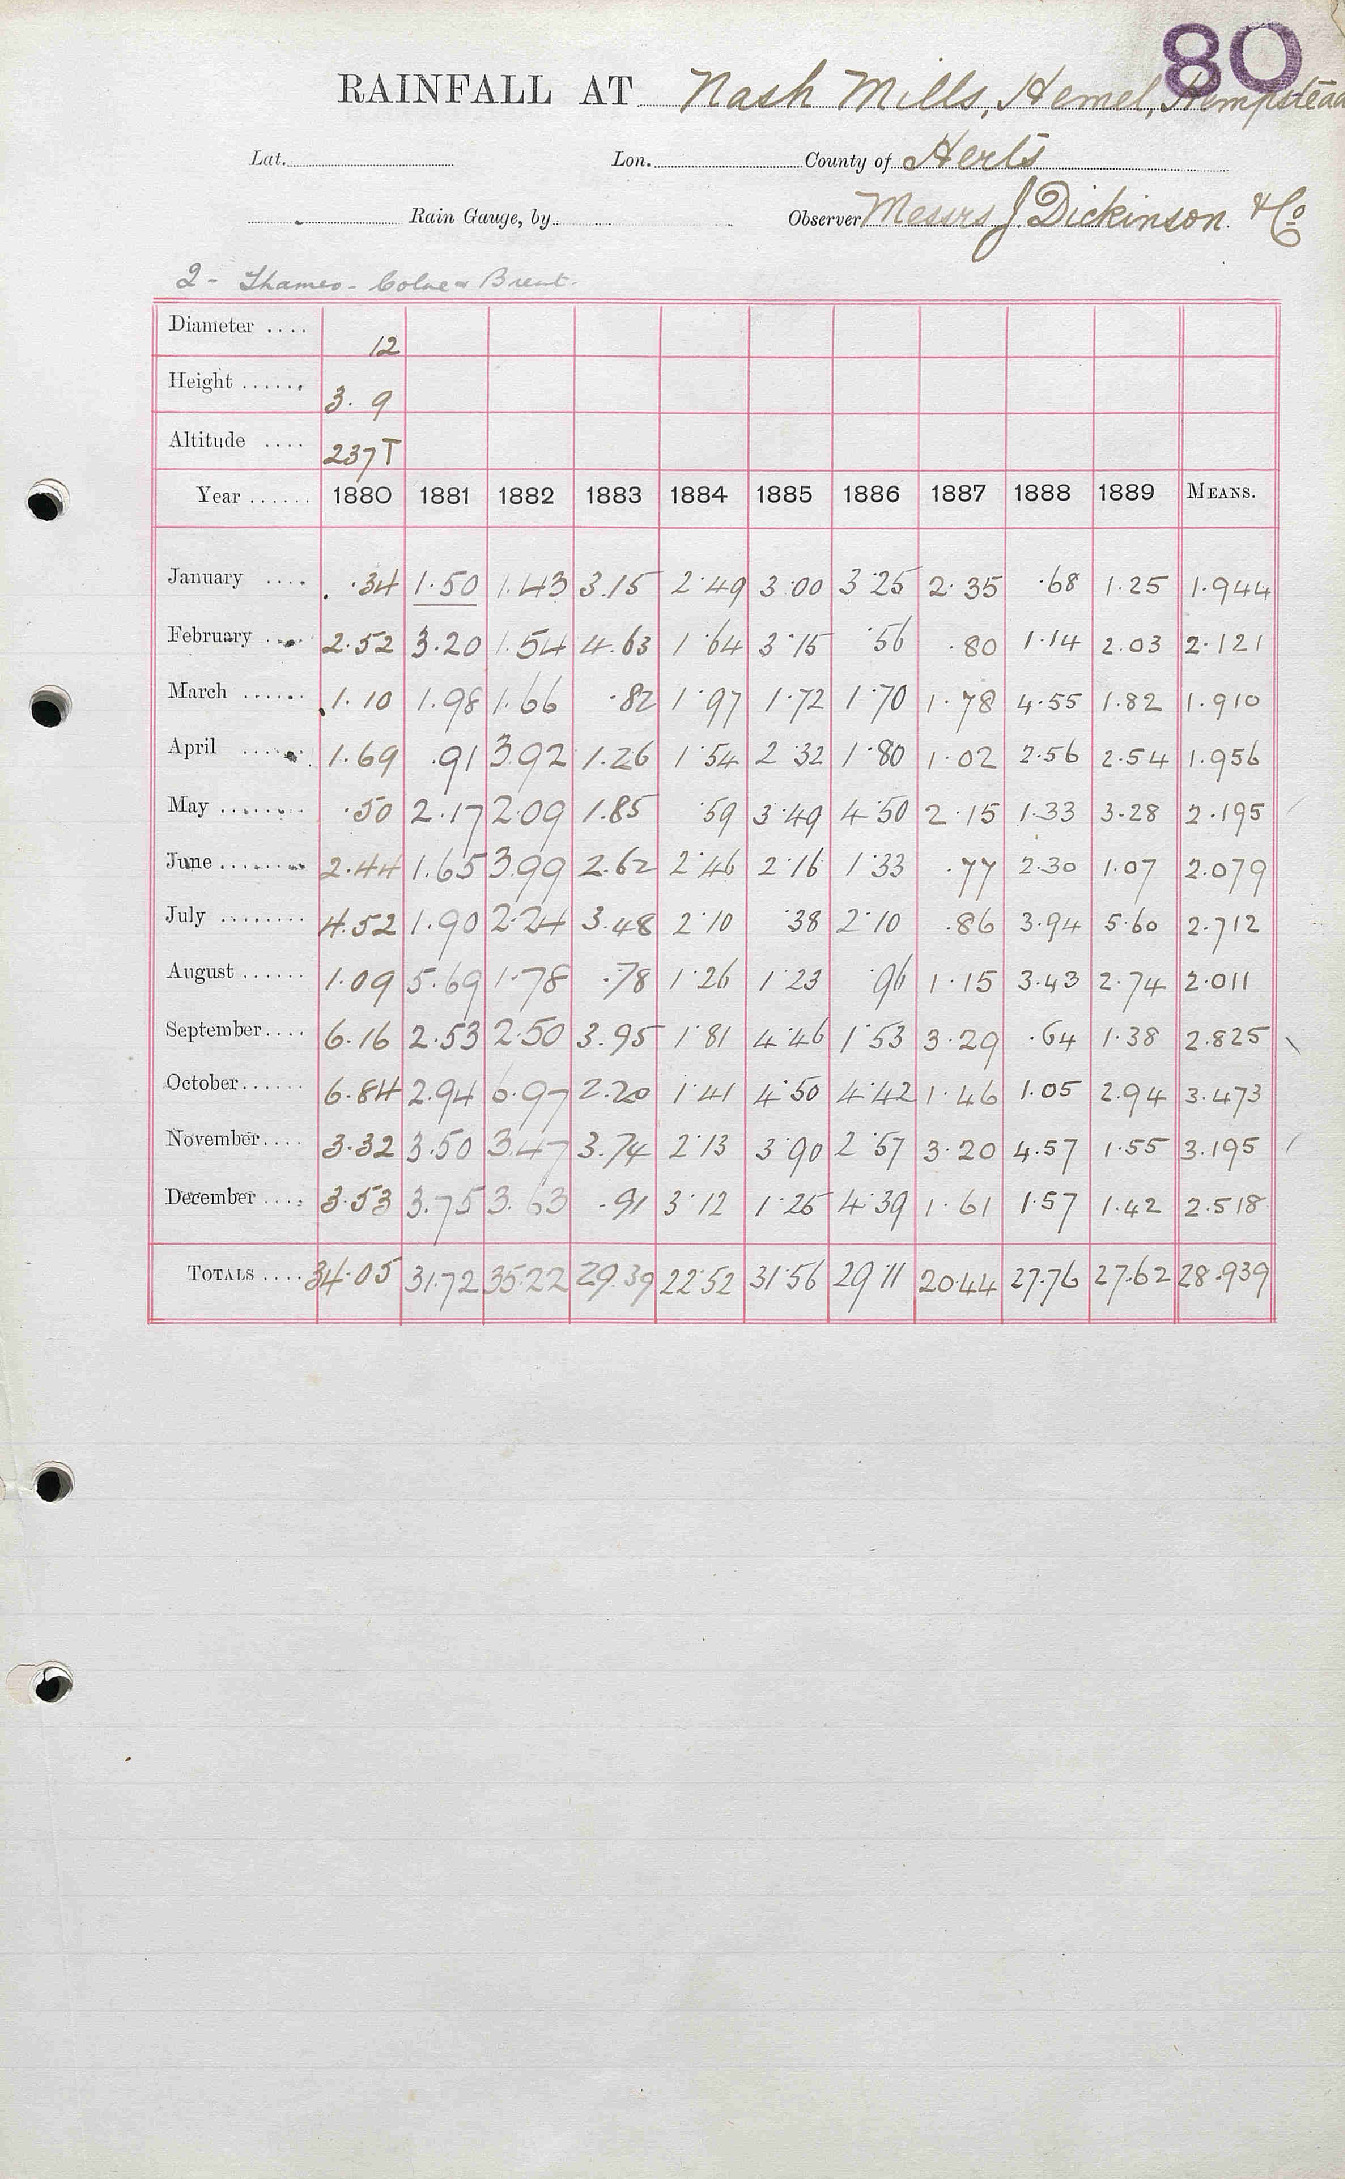 80
RAINFALL AT Nash Mills, Hemel, Hempstead
Lat. Lon. County of Herts
Rain Gauge, by Observer Messrs J. Dickinson & Co
2 - Thames - Colne & Brent.
Diameter .... 12
Height ...... 3. 9
Altitude .... 237 T
Year ...... 1880 1881 1882 1883 1884 1885 1886 1887 1888 1889 MEANS.
January .... .34 1.50 1.43 3.15 2.49 3.00 3.25 2.35 .68 1.25 1.944
February .... 2.52 3.20 1.54 4.63 1.64 3.15 .56 .80 1.14 2.03 2.121
March ...... 1.10 1.98 1.66 .82 1.97 1.72 1.70 1.78 4.55 1.82 1.910
April ...... 1.69 .91 3.92 1.26 1.54 2.32 1.80 1.02 2.56 2.54 1.956
May ........ .50 2.17 2.09 1.85 .59 3.49 4.50 2.15 1.33 3.28 2.195
June ........ 2.44 1.65 3.99 2.62 2.46 2.16 1.33 .77 2.30 1.07 2.079
July ........ 4.52 1.90 2.24 3.48 2.10 .38 2.10 .86 3.94 5.60 2.712
August ...... 1.09 5.69 1.78 .78 1.26 1.23 .96 1.15 3.43 2.74 2.011
September.... 6.16 2.53 2.50 3.95 1.81 4.46 1.53 3.29 .64 1.38 2.825
October...... 6.84 2.94 6.97 2.20 1.41 4.50 4.42 1.46 1.05 2.94 3.473
November.... 3.32 3.50 3.47 3.74 2.13 3.90 2.57 3.20 4.57 1.55 3.195
December .... 3.53 3.75 3.63 .91 3.12 1.25 4.39 1.61 1.57 1.42 2.518
TOTALS .... 34.05 31.72 35.22 29.39 22.52 31.56 29.11 20.44 27.76 27.62 28.939